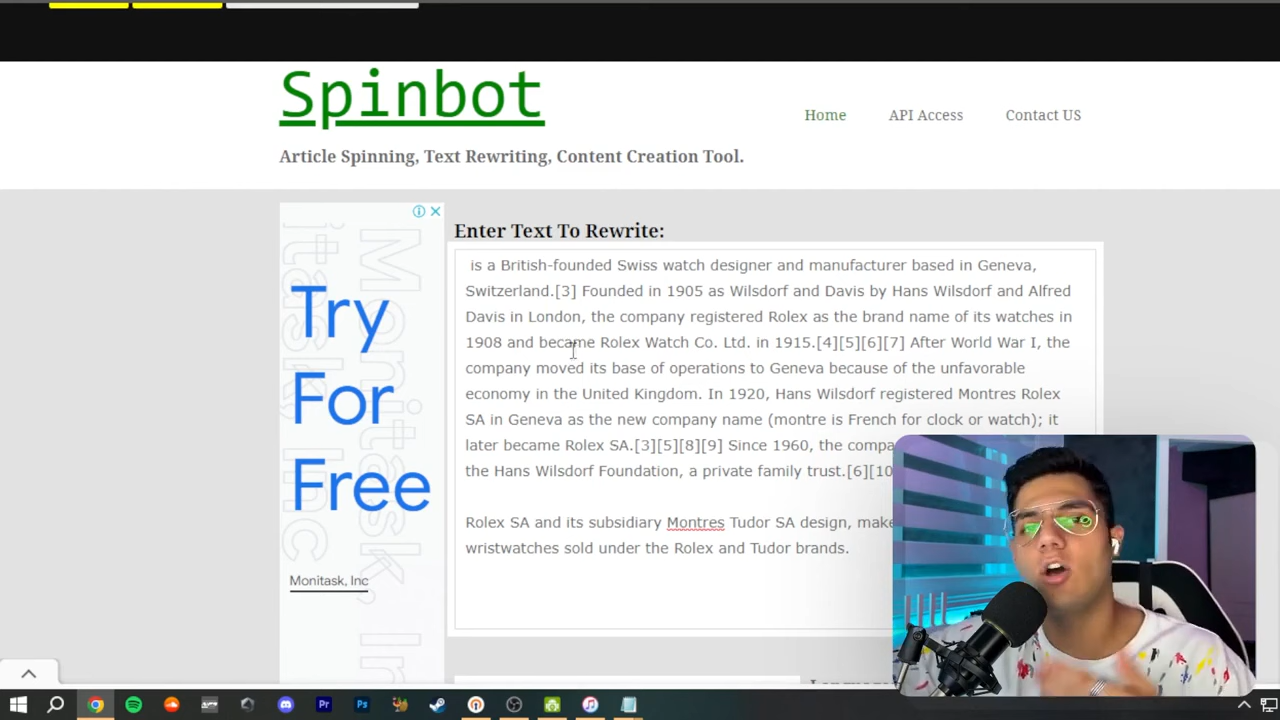 Spinbot
Home
API Access
Contact US
Article Spinning, Text Rewriting, Content Creation Tool.
Try
For
Free
Monitask, Inc
Monitask, Inc
Enter Text To Rewrite:
is a British-founded Swiss watch designer and manufacturer based in Geneva,
Switzerland.[3] Founded in 1905 as Wilsdorf and Davis by Hans Wilsdorf and Alfred
Davis in London, the company registered Rolex as the brand name of its watches in
1908 and became Rolex Watch Co. Ltd. in 1915.[4][5][6][7] After World War I, the
company moved its base of operations to Geneva because of the unfavorable
economy in the United Kingdom. In 1920, Hans Wilsdorf registered Montres Rolex
SA in Geneva as the new company name (montre is French for clock or watch); it
later became Rolex SA.[3][5][8][9] Since 1960, the compa
the Hans Wilsdorf Foundation, a private family trust.[6][10
Rolex SA and its subsidiary Montres Tudor SA design, make
wristwatches sold under the Rolex and Tudor brands.
Pr
Ps